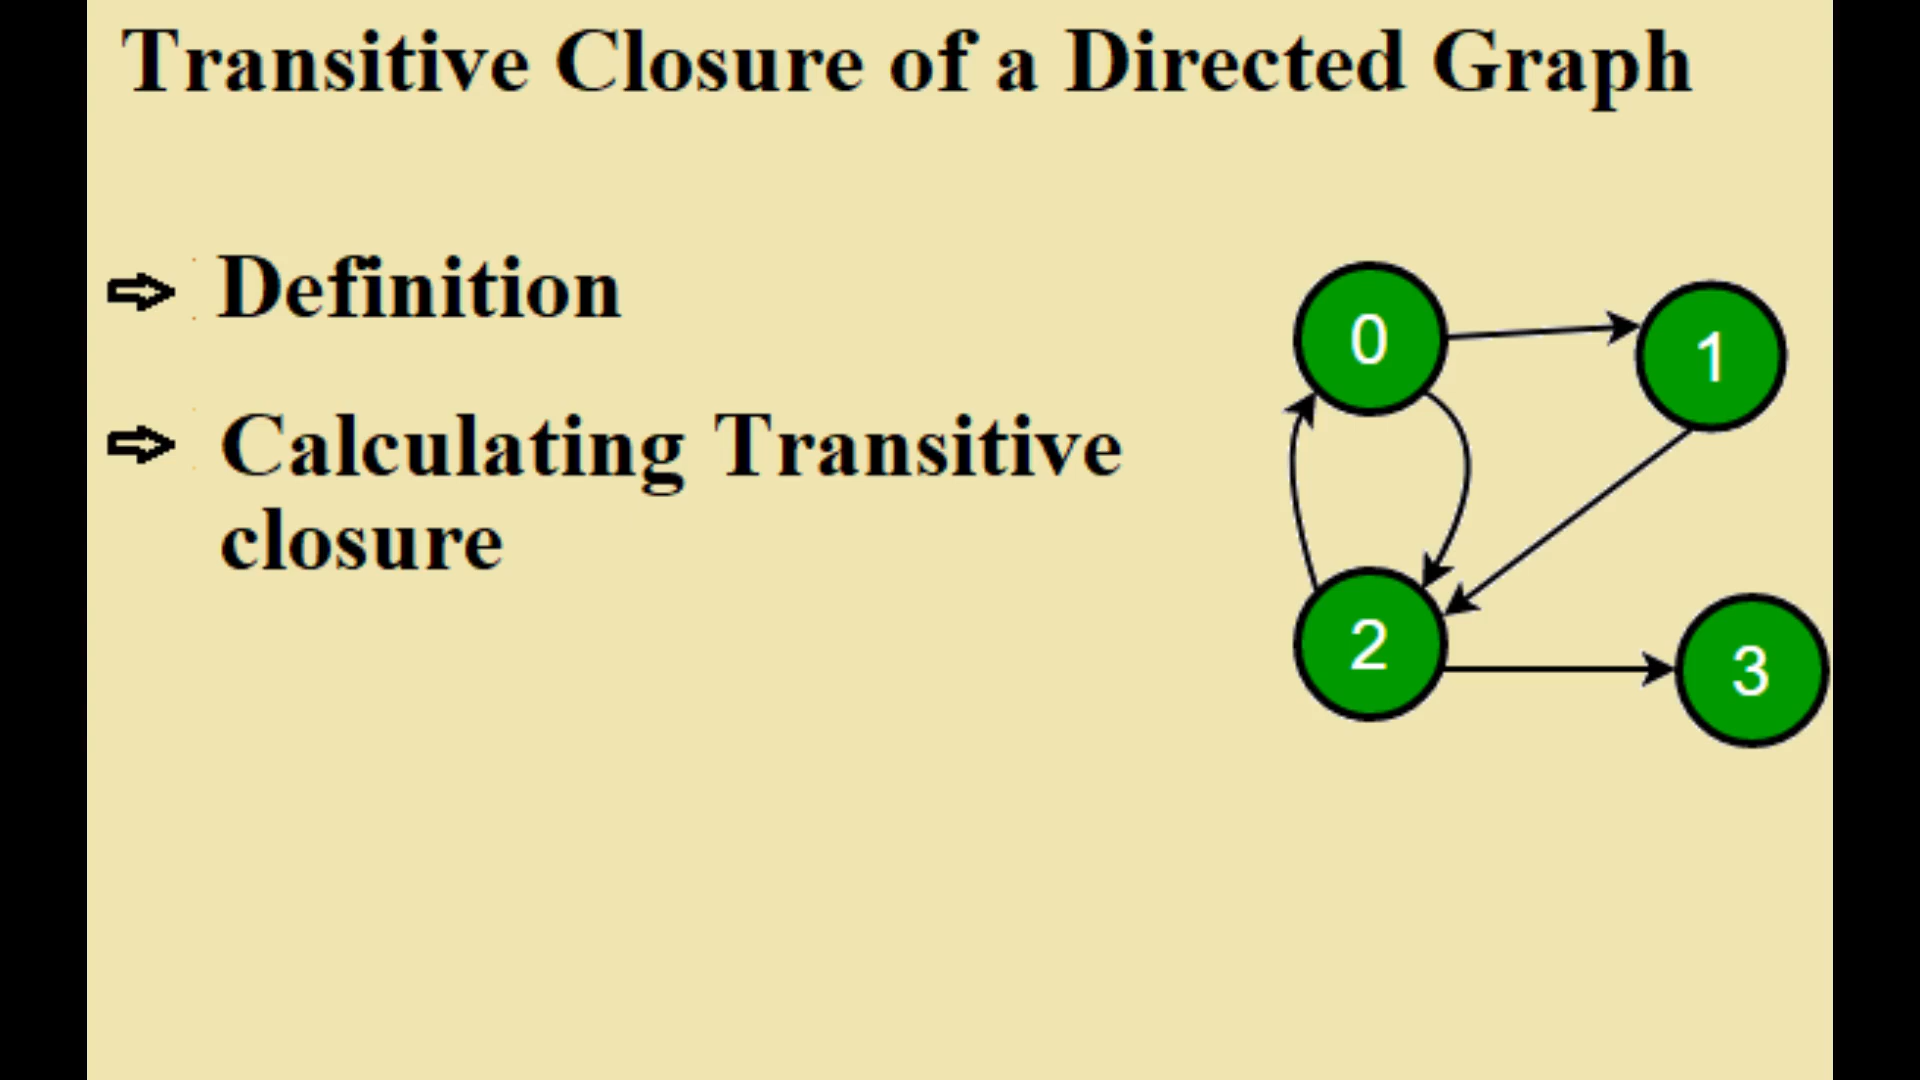 Transitive Closure of a Directed Graph
Definition
Calculating Transitive
closure
0
1
2
3